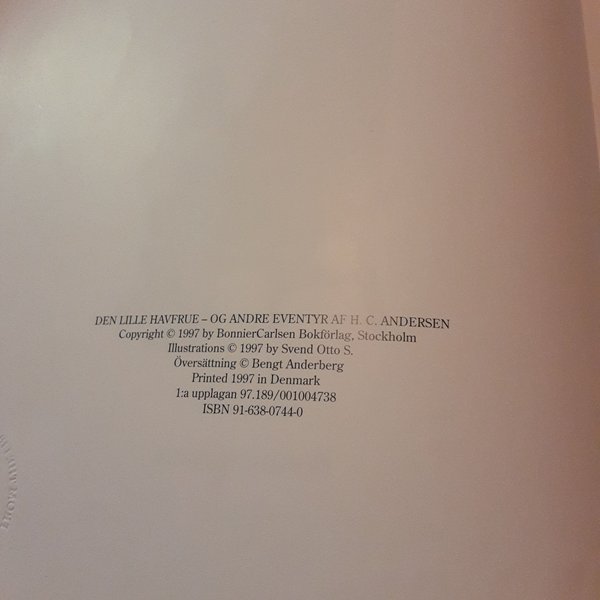 DEN LILLE HAVFRUE – OG ANDRE EVENTYR AF H. C. ANDERSEN
Copyright © 1997 by BonnierCarlsen Bokförlag, Stockholm
Illustrations © 1997 by Svend Otto S.
Översättning © Bengt Anderberg
Printed 1997 in Denmark
1:a upplagan 97.189/001004738
ISBN 91-638-0744-0